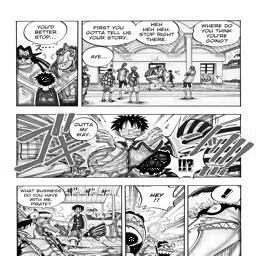 YOU'D
BETTER
STOP...
FIRST YOU
GOTTA TELL US
YOUR STORY.
AYE...
HEH
HEH HEH.
STOP RIGHT
THERE.
WHERE DO
YOU THINK
YOU'RE
GOING?
OUTTA
MY
WAY.
!!?
WHAT BUSINESS
DO YOU HAVE
WITH ME,
PIRATE?
HEY
!!
!